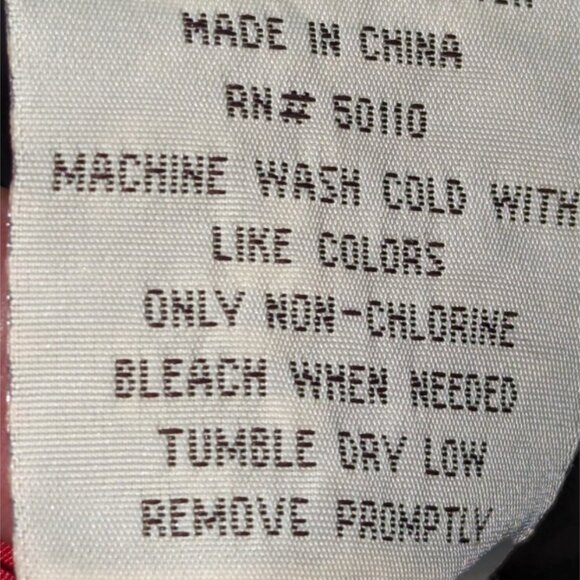 MADE IN CHINA
RN# 50110
MACHINE WASH COLD WITH
LIKE COLORS
ONLY NON-CHLORINE
BLEACH WHEN NEEDED
TUMBLE DRY LOW
REMOVE PROMPTLY